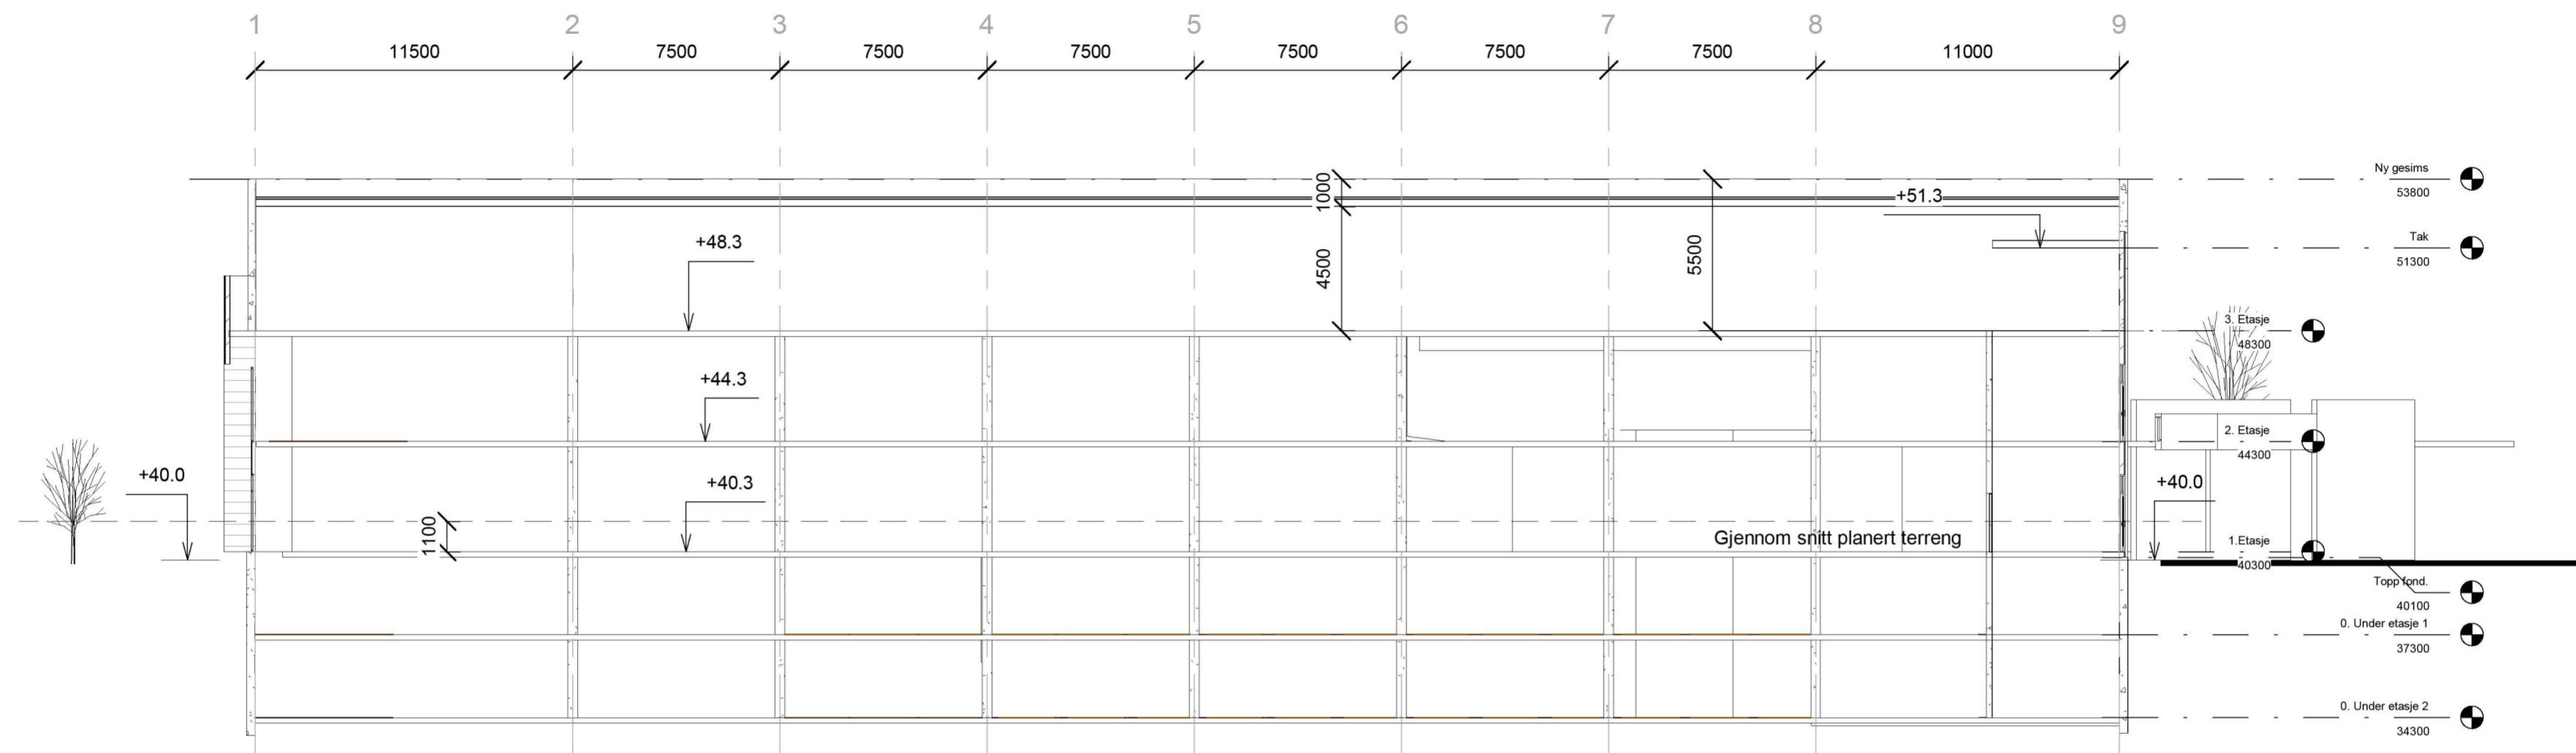 1 2 3 4 5 6 7 8 9
11500 7500 7500 7500 7500 7500 7500 11000
Ny gesims
53800
1000
+51.3
Tak
51300
+48.3
4500
5500
3. Etasje
48300
+44.3
2. Etasje
44300
+40.0
+40.3
+40.0
1100
Gjennom snitt planert terreng
1.Etasje
40300
Topp fond.
40100
0. Under etasje 1
37300
0. Under etasje 2
34300